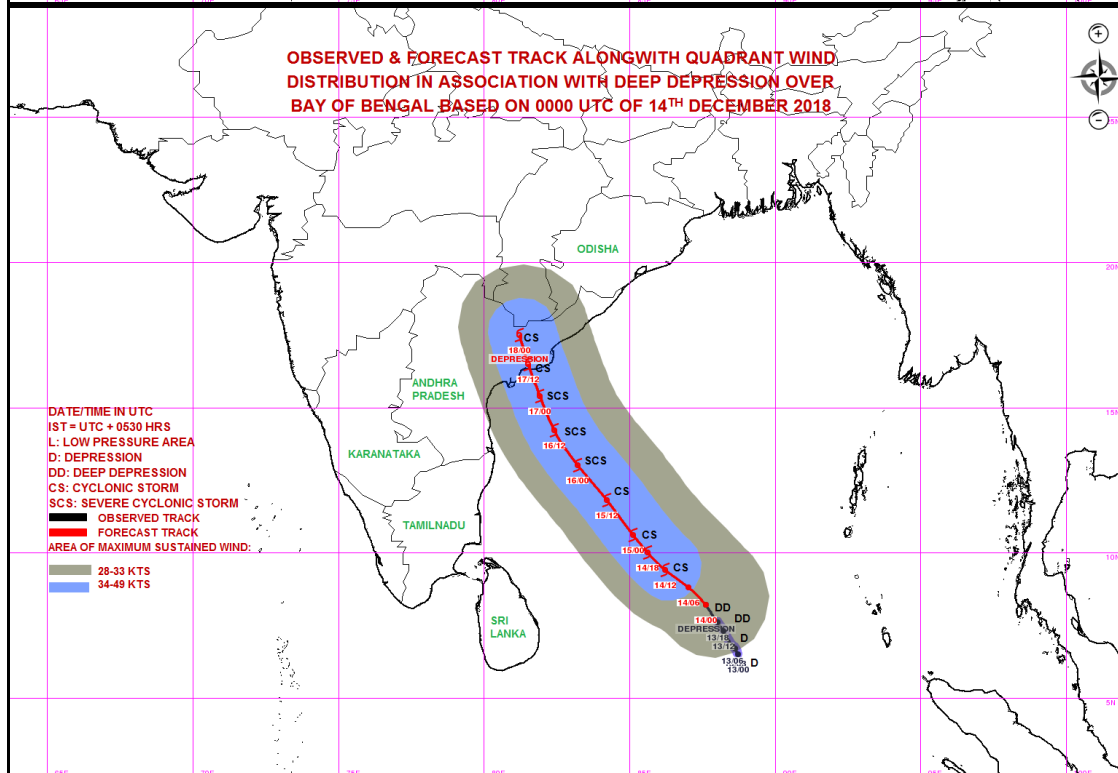 OBSERVED & FORECAST TRACK ALONGWITH QUADRANT WIND
DISTRIBUTION IN ASSOCIATION WITH DEEP DEPRESSION OVER
BAY OF BENGAL BASED ON 0000 UTC OF 14TH DECEMBER 2018
ODISHA
20N
CS
18/00
DEPRESSION
CS
17/12
ANDHRA
PRADESH
SCS
17/00
15N
DATE/TIME IN UTC
IST = UTC + 0530 HRS
L: LOW PRESSURE AREA
D: DEPRESSION
DD: DEEP DEPRESSION
CS: CYCLONIC STORM
SCS: SEVERE CYCLONIC STORM
OBSERVED TRACK
FORECAST TRACK
AREA OF MAXIMUM SUSTAINED WIND:
28-33 KTS
34-49 KTS
SCS
16/12
KARANATAKA
SCS
16/00
CS
15/12
TAMILNADU
CS
15/00
10N
14/18
CS
14/12
14/06
DD
14/00
DD
DEPRESSION
13/18
D
13/12
SRI
LANKA
13/06
D
13/00
5N